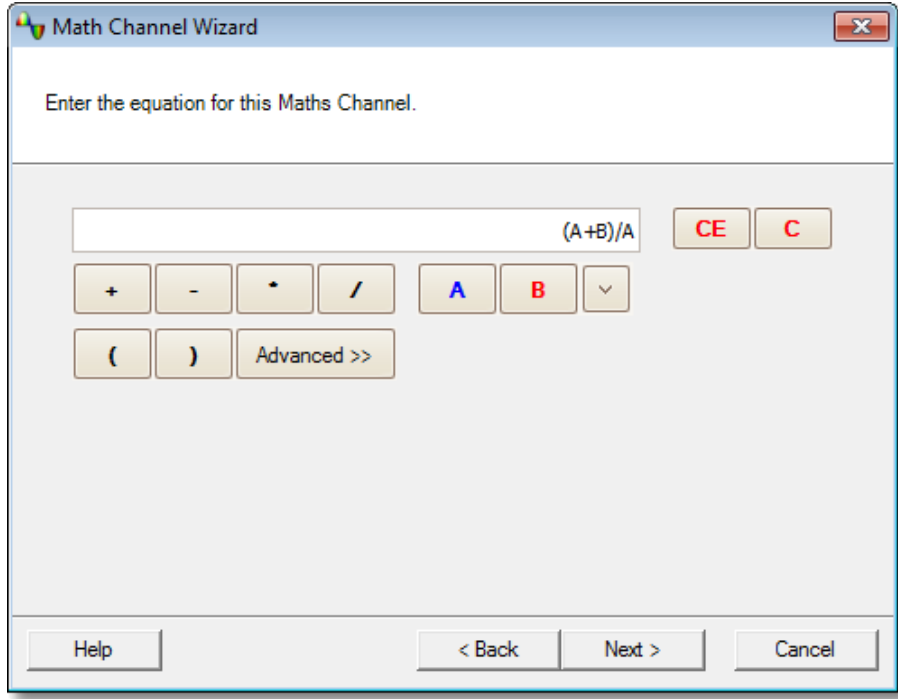 Math Channel Wizard
Enter the equation for this Maths Channel.
(A+B)/A CE C
+ - * / A B
( ) Advanced >>
Help < Back Next > Cancel